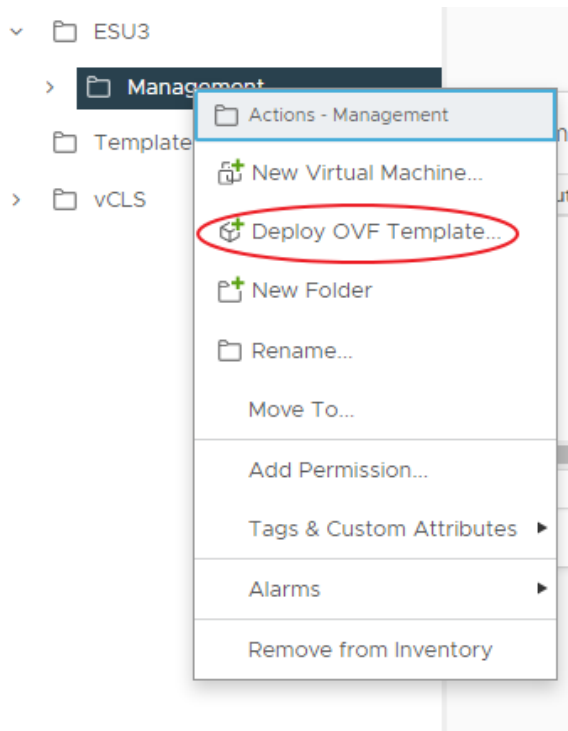 ESU3
Management
Actions - Management
Template
New Virtual Machine...
vCLS
Deploy OVF Template...
New Folder
Rename...
Move To...
Add Permission...
Tags & Custom Attributes
Alarms
Remove from Inventory